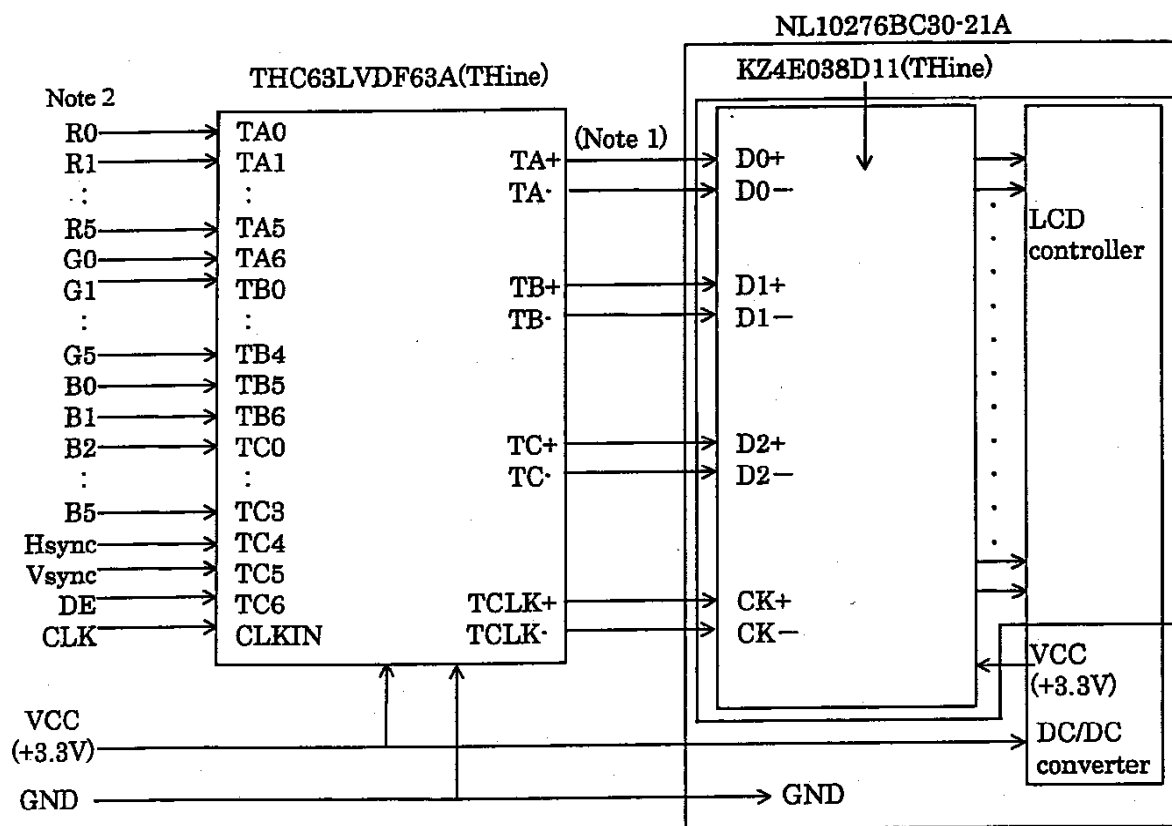 NL10276BC30-21A
THC63LVDF63A(THine)
KZ4E038D11(THine)
Note 2
(Note 1)
R0
R1
:
R5
G0
G1
:
G5
B0
B1
B2
:
B5
Hsync
Vsync
DE
CLK
TA0
TA1
:
TA5
TA6
TB0
:
TB4
TB5
TB6
TC0
:
TC3
TC4
TC5
TC6
CLKIN
TA+
TA-
TB+
TB-
TC+
TC-
TCLK+
TCLK-
D0+
D0−
D1+
D1−
D2+
D2−
CK+
CK−
LCD
controller
VCC
(+3.3V)
DC/DC
converter
VCC
(+3.3V)
GND
GND